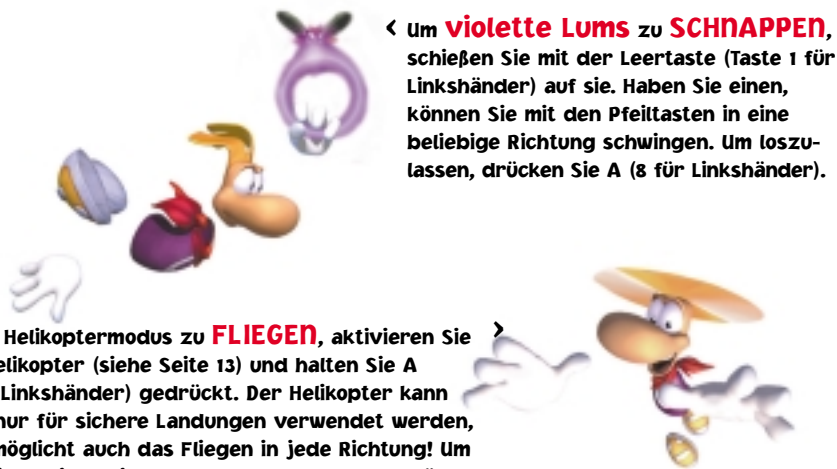 < Um violette Lums zu SCHNAPPEN,
schießen Sie mit der Leertaste (Taste 1 für
Linkshänder) auf sie. Haben Sie einen,
können Sie mit den Pfeiltasten in eine
beliebige Richtung schwingen. Um loszu-
lassen, drücken Sie A (8 für Linkshänder).
Helikoptermodus zu FLIEGEN, aktivieren Sie >
elikopter (siehe Seite 13) und halten Sie A
Linkshänder) gedrückt. Der Helikopter kann
nur für sichere Landungen verwendet werden,
möglicht auch das Fliegen in jede Richtung! Um